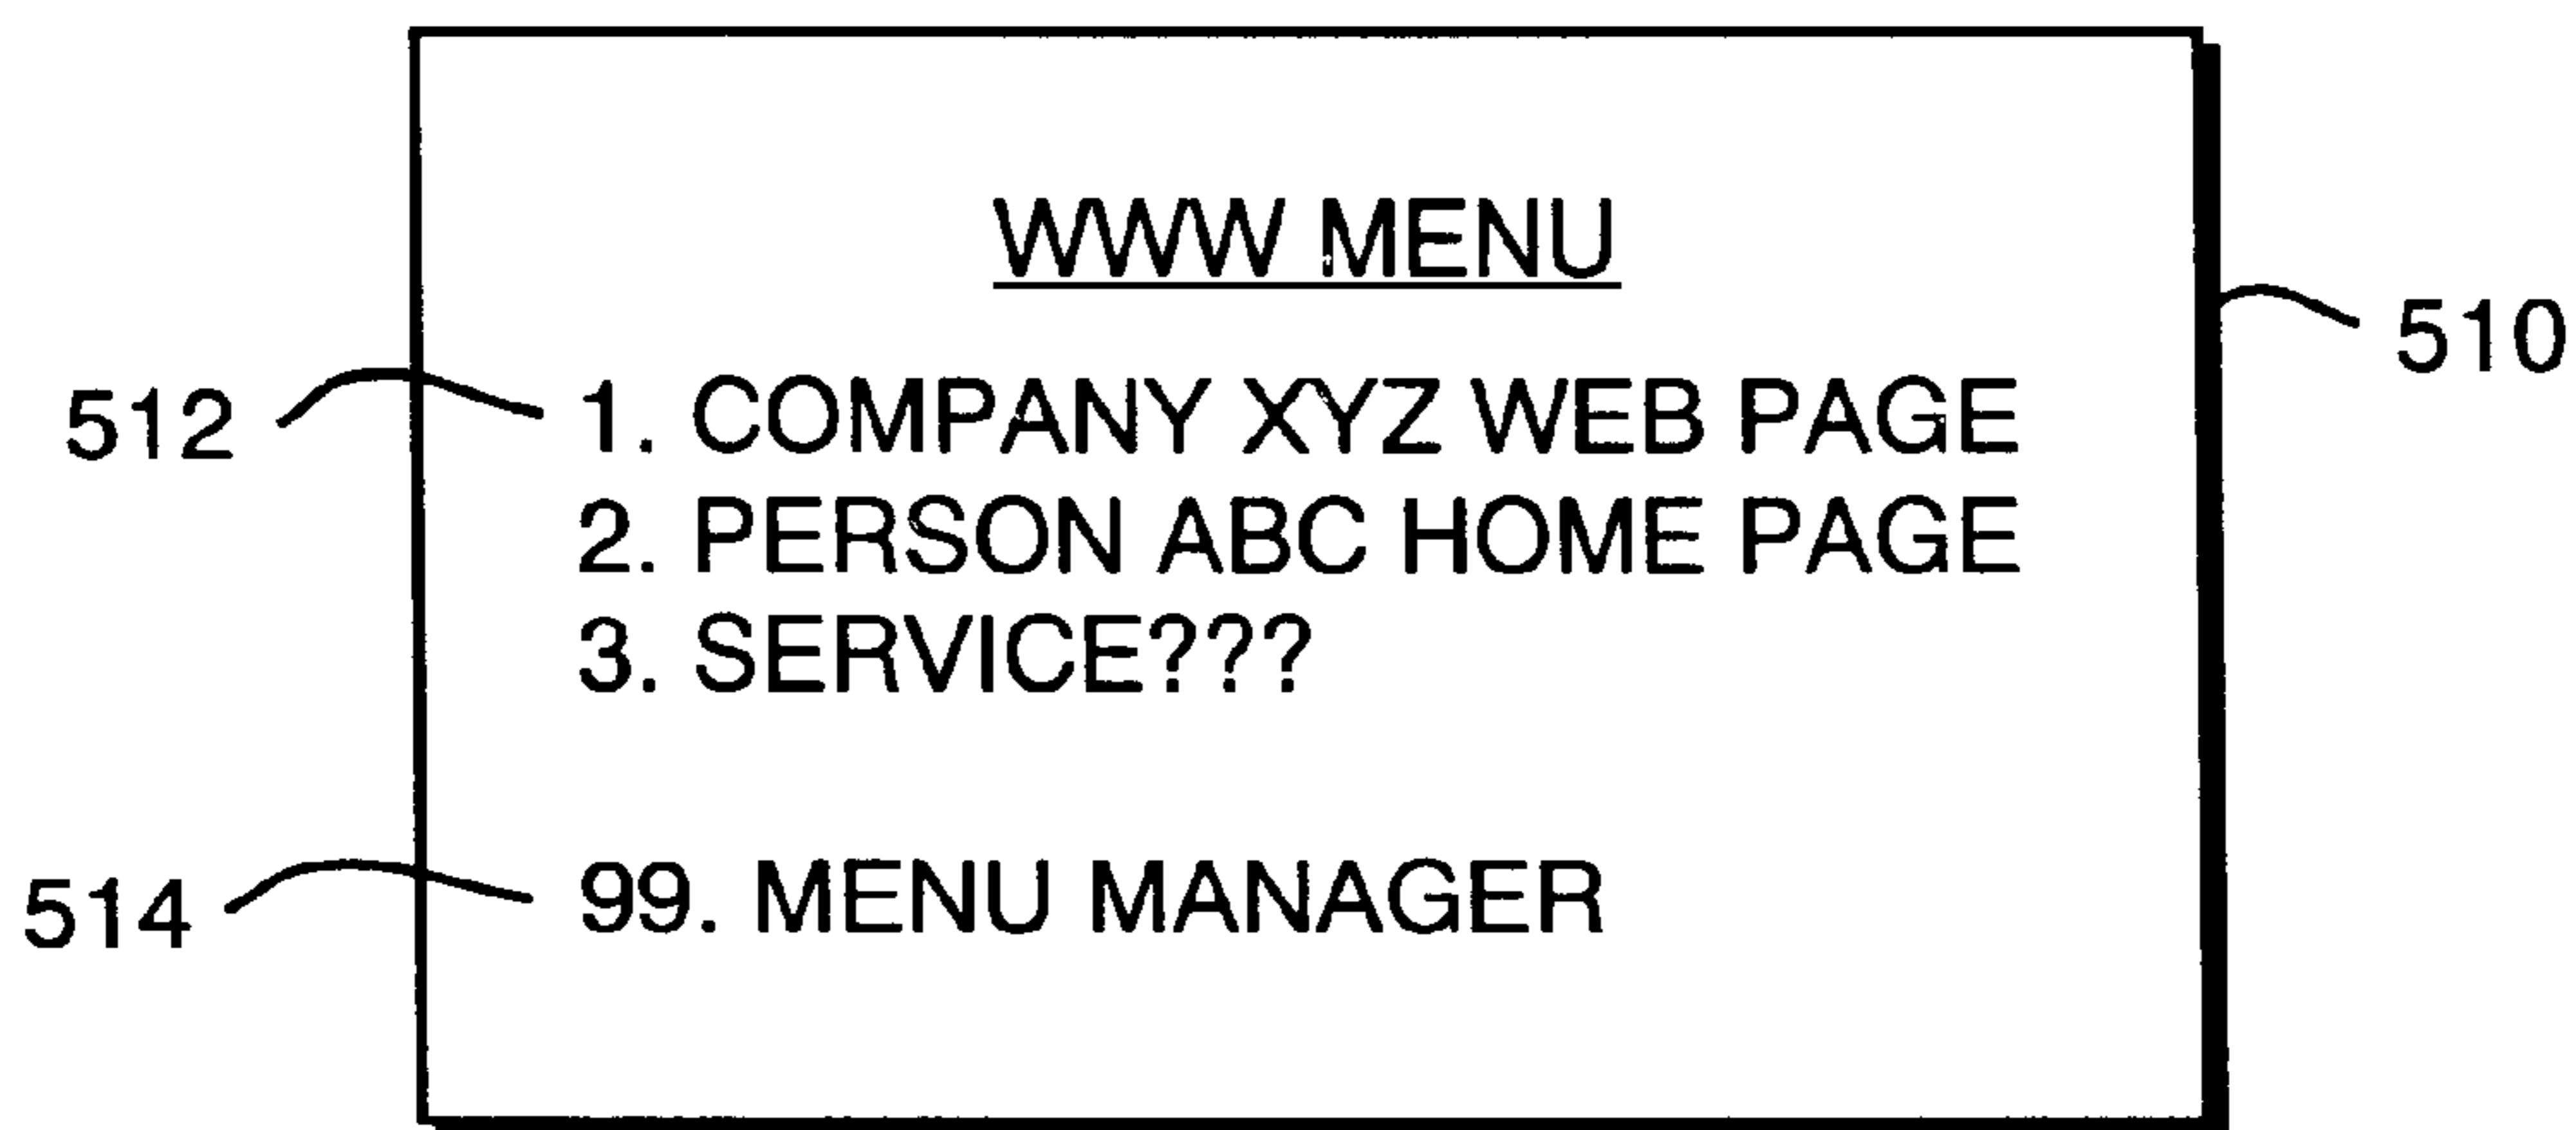 WWW MENU
510
512
1. COMPANY XYZ WEB PAGE
2. PERSON ABC HOME PAGE
3. SERVICE???
514
99. MENU MANAGER